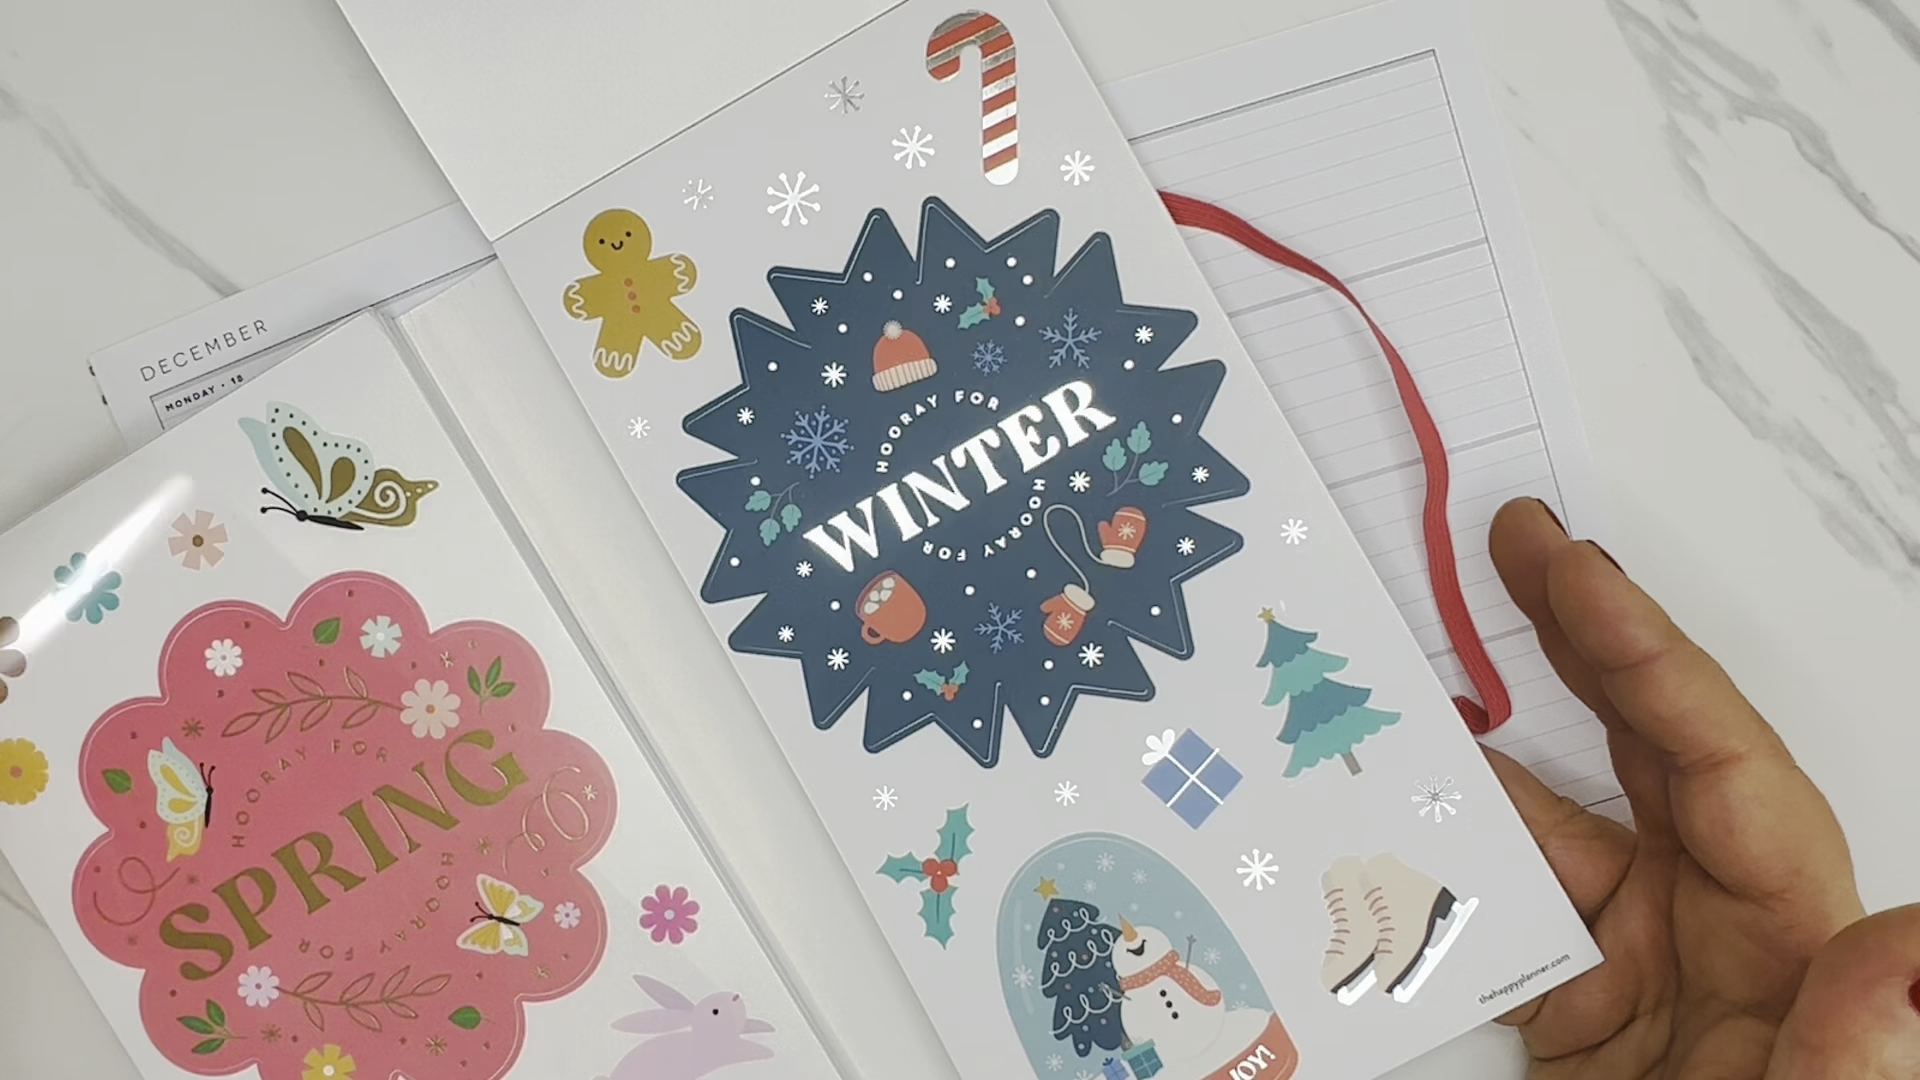 DECEMBER
MONDAY • 18
HOORAY FOR
SPRING
HOORAY FOR
HOORAY FOR
WINTER
HOORAY FOR
JOY!
thehappyplanner.com